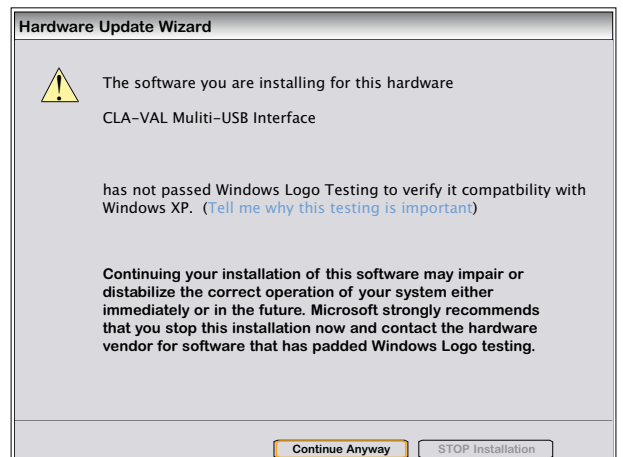 Hardware Update Wizard
The software you are installing for this hardware
CLA-VAL Muliti-USB Interface
has not passed Windows Logo Testing to verify it compatbility with
Windows XP. (Tell me why this testing is important)
Continuing your installation of this software may impair or
distabilize the correct operation of your system either
immediately or in the future. Microsoft strongly recommends
that you stop this installation now and contact the hardware
vendor for software that has padded Windows Logo testing.
Continue Anyway
STOP Installation